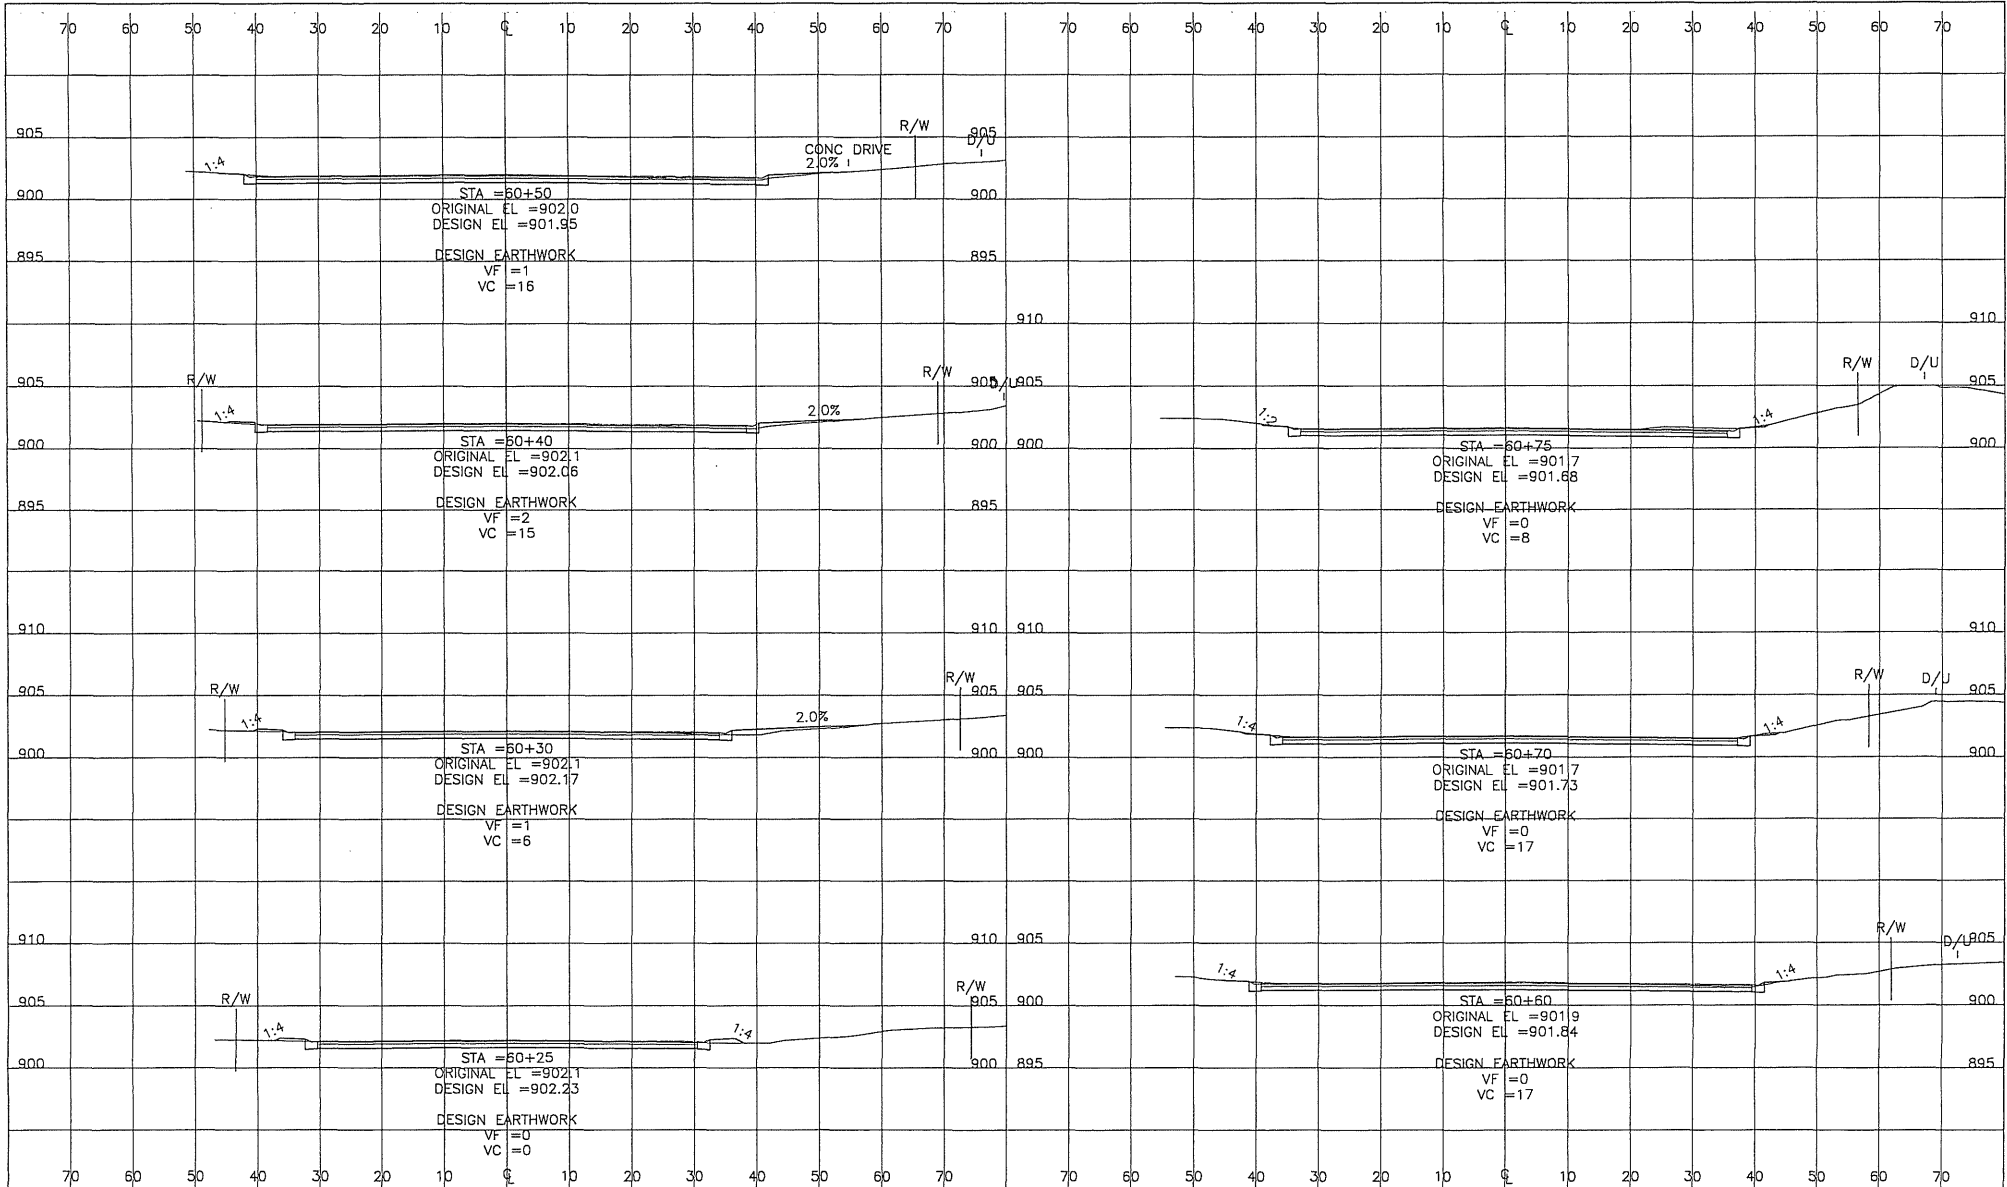 70 60 50 40 30 20 10 ℄ 10 20 30 40 50 60 70 70 60 50 40 30 20 10 ℄ 10 20 30 40 50 60 70
R/W
905 905
D/U
CONC DRIVE
1:4 2.0%
STA =60+50
900 900
ORIGINAL EL =902.0
DESIGN EL =901.95
895 DESIGN EARTHWORK 895
VF =1
VC =16
910 910
R/W R/W
905 905 905
D/U
1:4 2.0%
STA =60+40
900 900
ORIGINAL EL =902.1
DESIGN EL =902.06
DESIGN EARTHWORK
895 895
VF =2
VC =15
R/W D/U
905
1:2 1:4
STA =60+75
900 900
ORIGINAL EL =901.7
DESIGN EL =901.68
DESIGN EARTHWORK
VF =0
VC =8
910 910 910
R/W R/W
905 905 905
1:4 2.0%
STA =60+30
900 900 900
ORIGINAL EL =902.1
DESIGN EL =902.17
DESIGN EARTHWORK
VF =1
VC =6
R/W D/U
905
1:4 1:4
STA =60+70
900
ORIGINAL EL =901.7
DESIGN EL =901.73
DESIGN EARTHWORK
VF =0
VC =17
910 910 905
R/W R/W
905 905 900
1:4 1:4
STA =60+25
900 900 895
ORIGINAL EL =902.1
DESIGN EL =902.23
DESIGN EARTHWORK
VF =0
VC =0
R/W
D/U 905
1:4 1:4
STA =60+60
900
ORIGINAL EL =901.9
DESIGN EL =901.84
DESIGN EARTHWORK 895
VF =0
VC =17
70 60 50 40 30 20 10 ℄ 10 20 30 40 50 60 70 70 60 50 40 30 20 10 ℄ 10 20 30 40 50 60 70